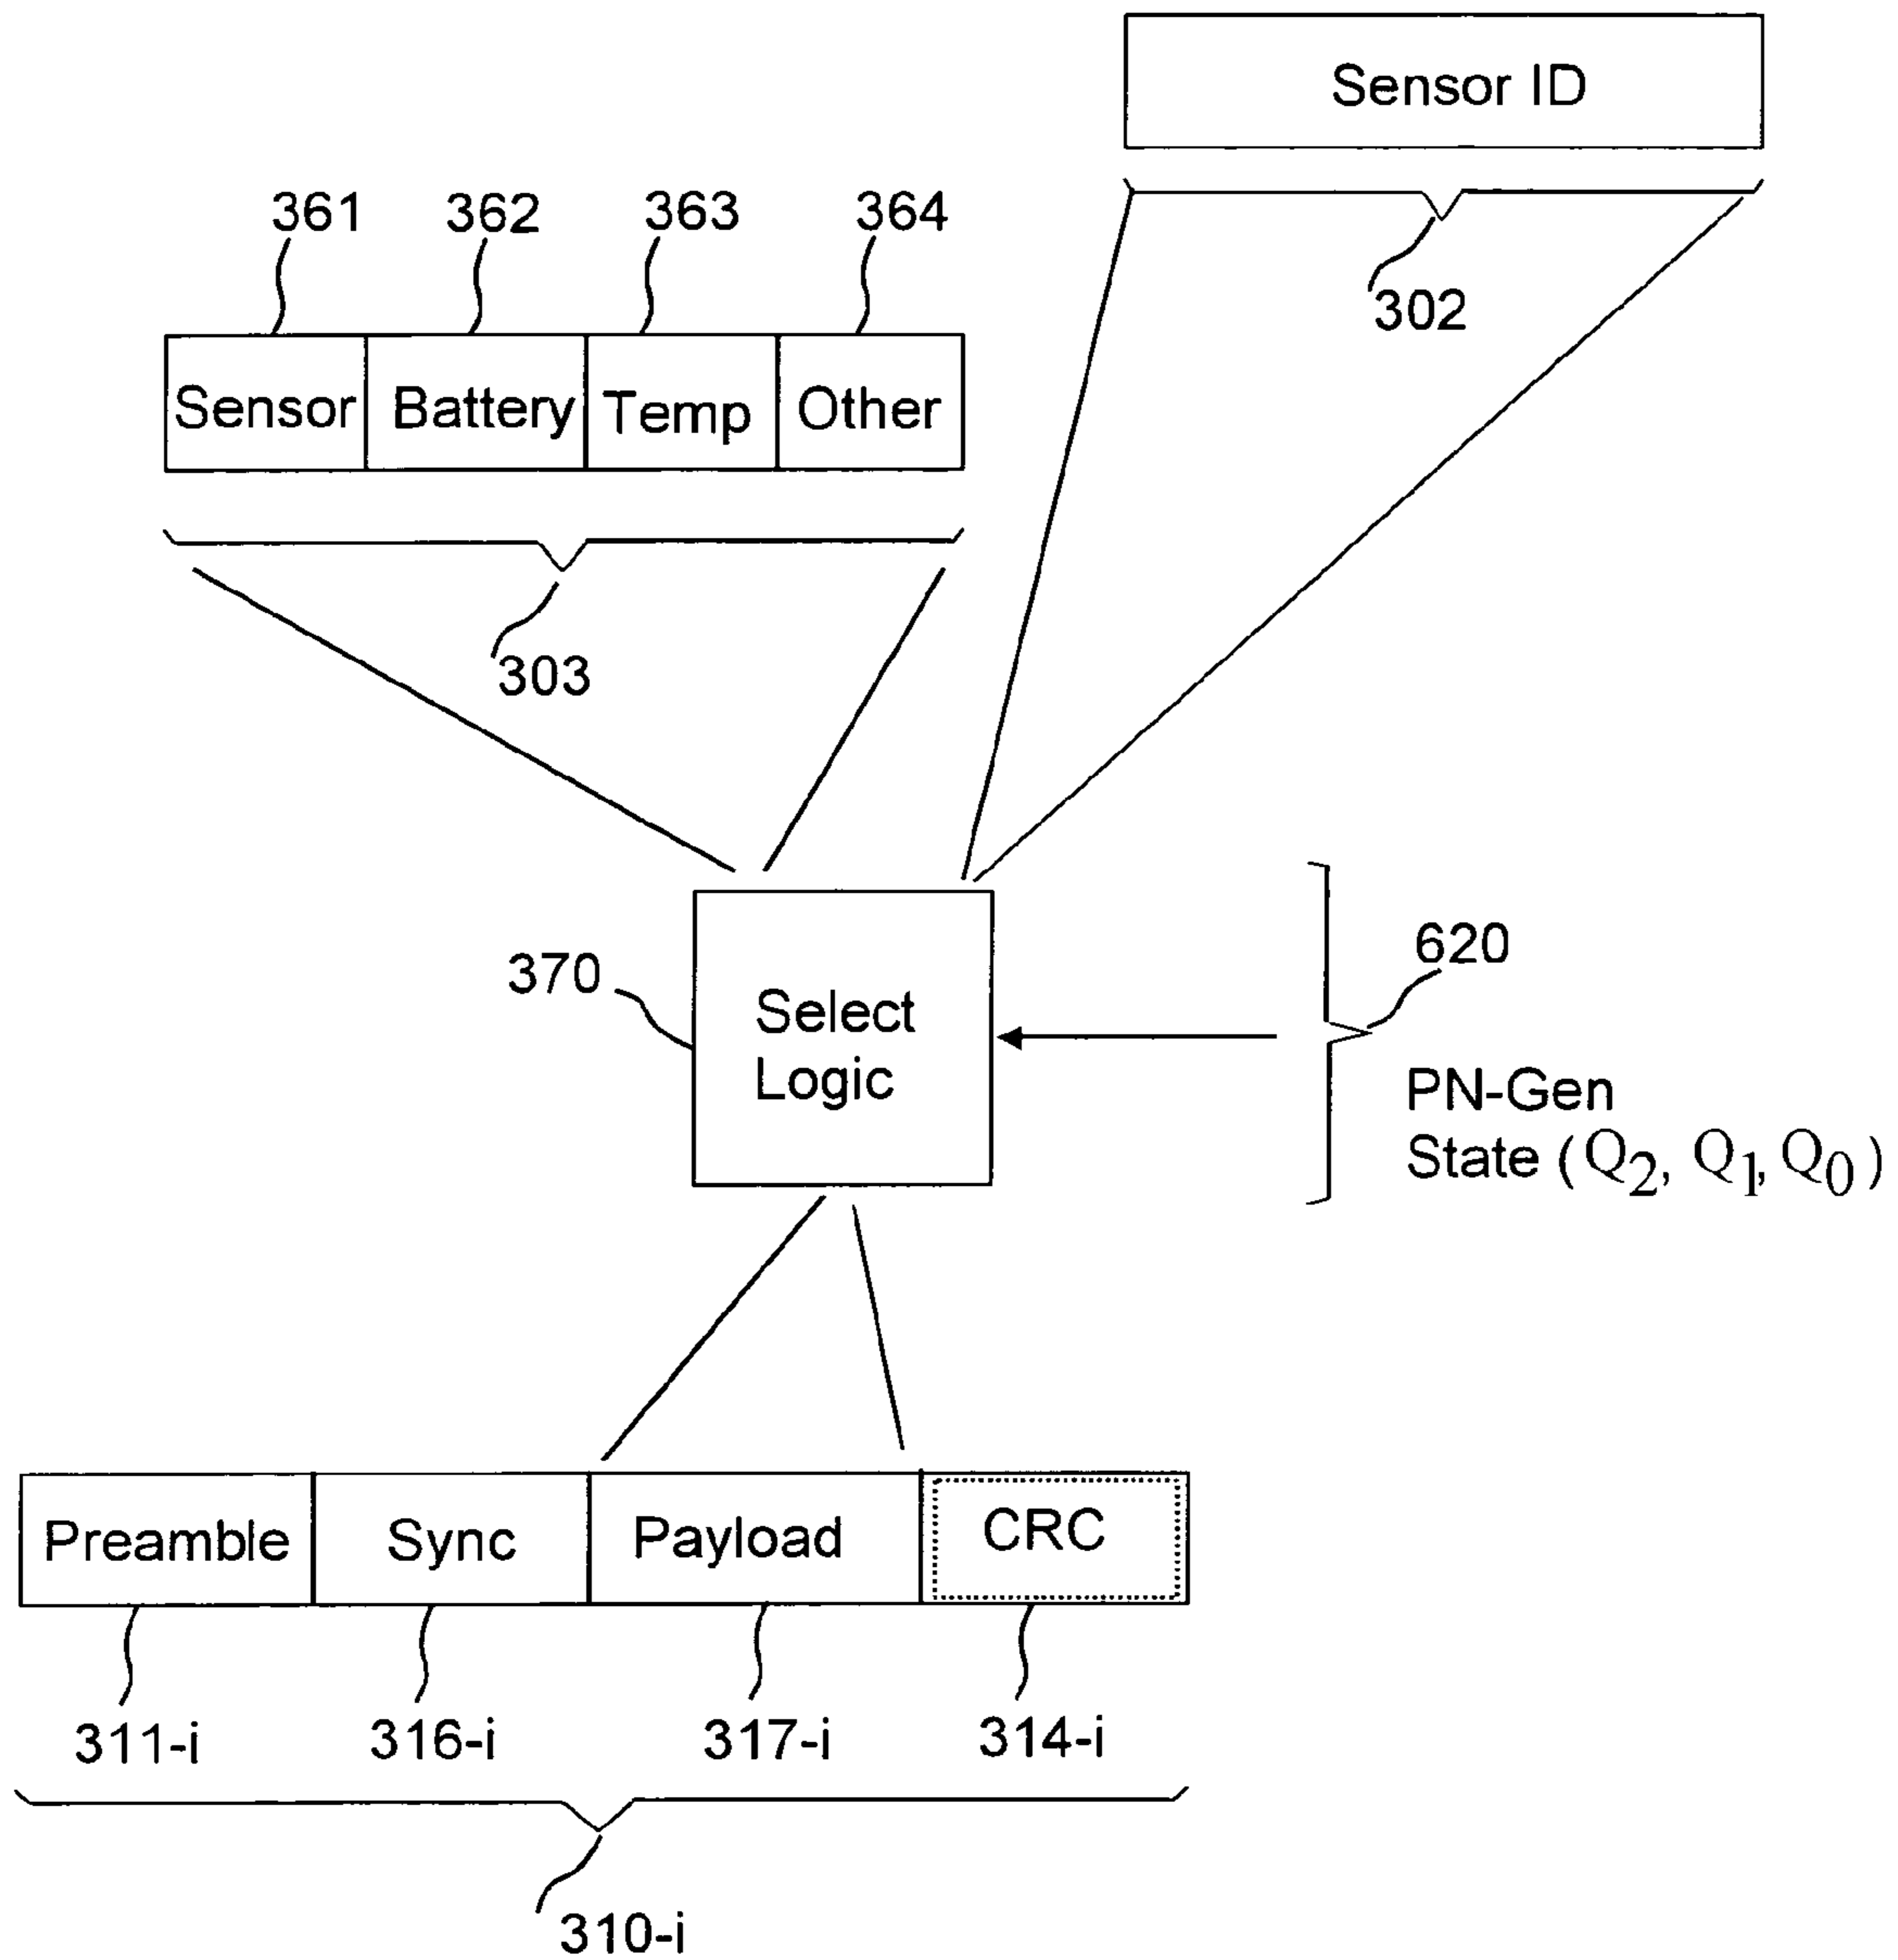 Sensor ID
361 362 363 364
302
Sensor Battery Temp Other
303
370
Select
Logic
620
PN-Gen
State (Q2, Q1, Q0)
Preamble Sync Payload CRC
311-i 316-i 317-i 314-i
310-i